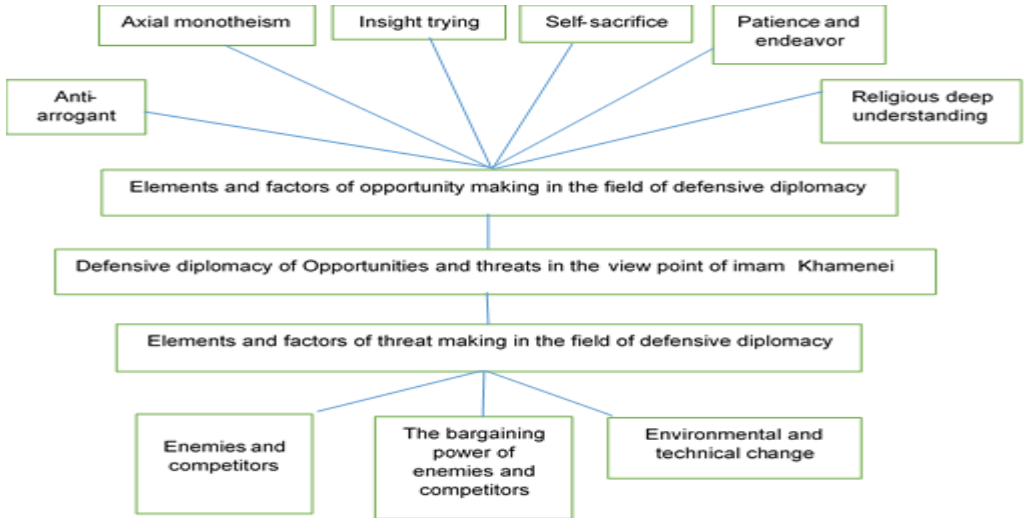 Axial monotheism
Insight trying
Self-sacrifice
Patience and
endeavor
Anti-
arrogant
Religious deep
understanding
Elements and factors of opportunity making in the field of defensive diplomacy
Defensive diplomacy of Opportunities and threats in the view point of imam Khamenei
Elements and factors of threat making in the field of defensive diplomacy
Enemies and
competitors
The bargaining
power of
enemies and
competitors
Environmental and
technical change